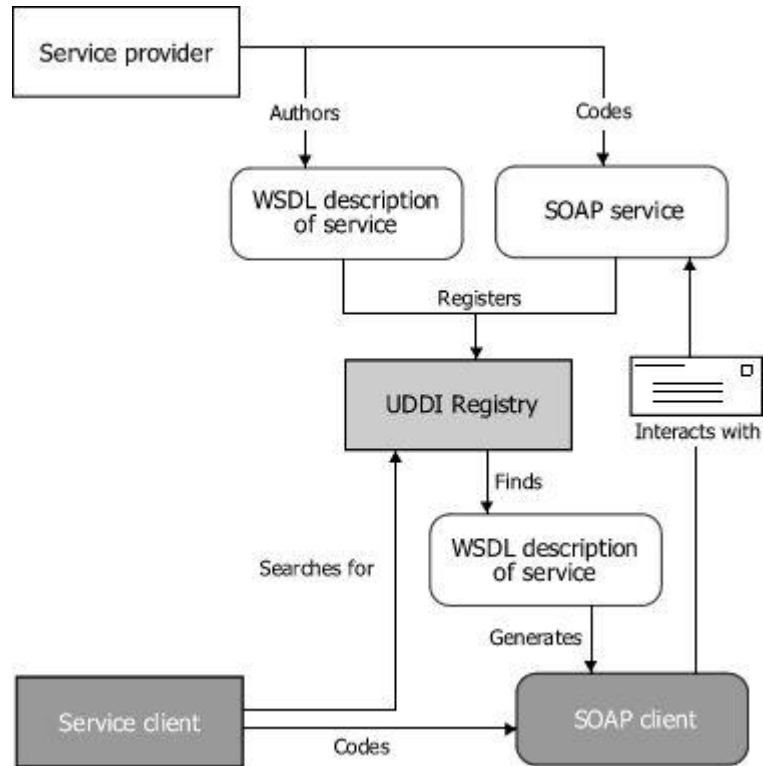 Service provider
Authors
Codes
WSDL description
of service
SOAP service
Registers
UDDI Registry
Interacts with
Finds
WSDL description
of service
Searches for
Generates
Service client
SOAP client
Codes